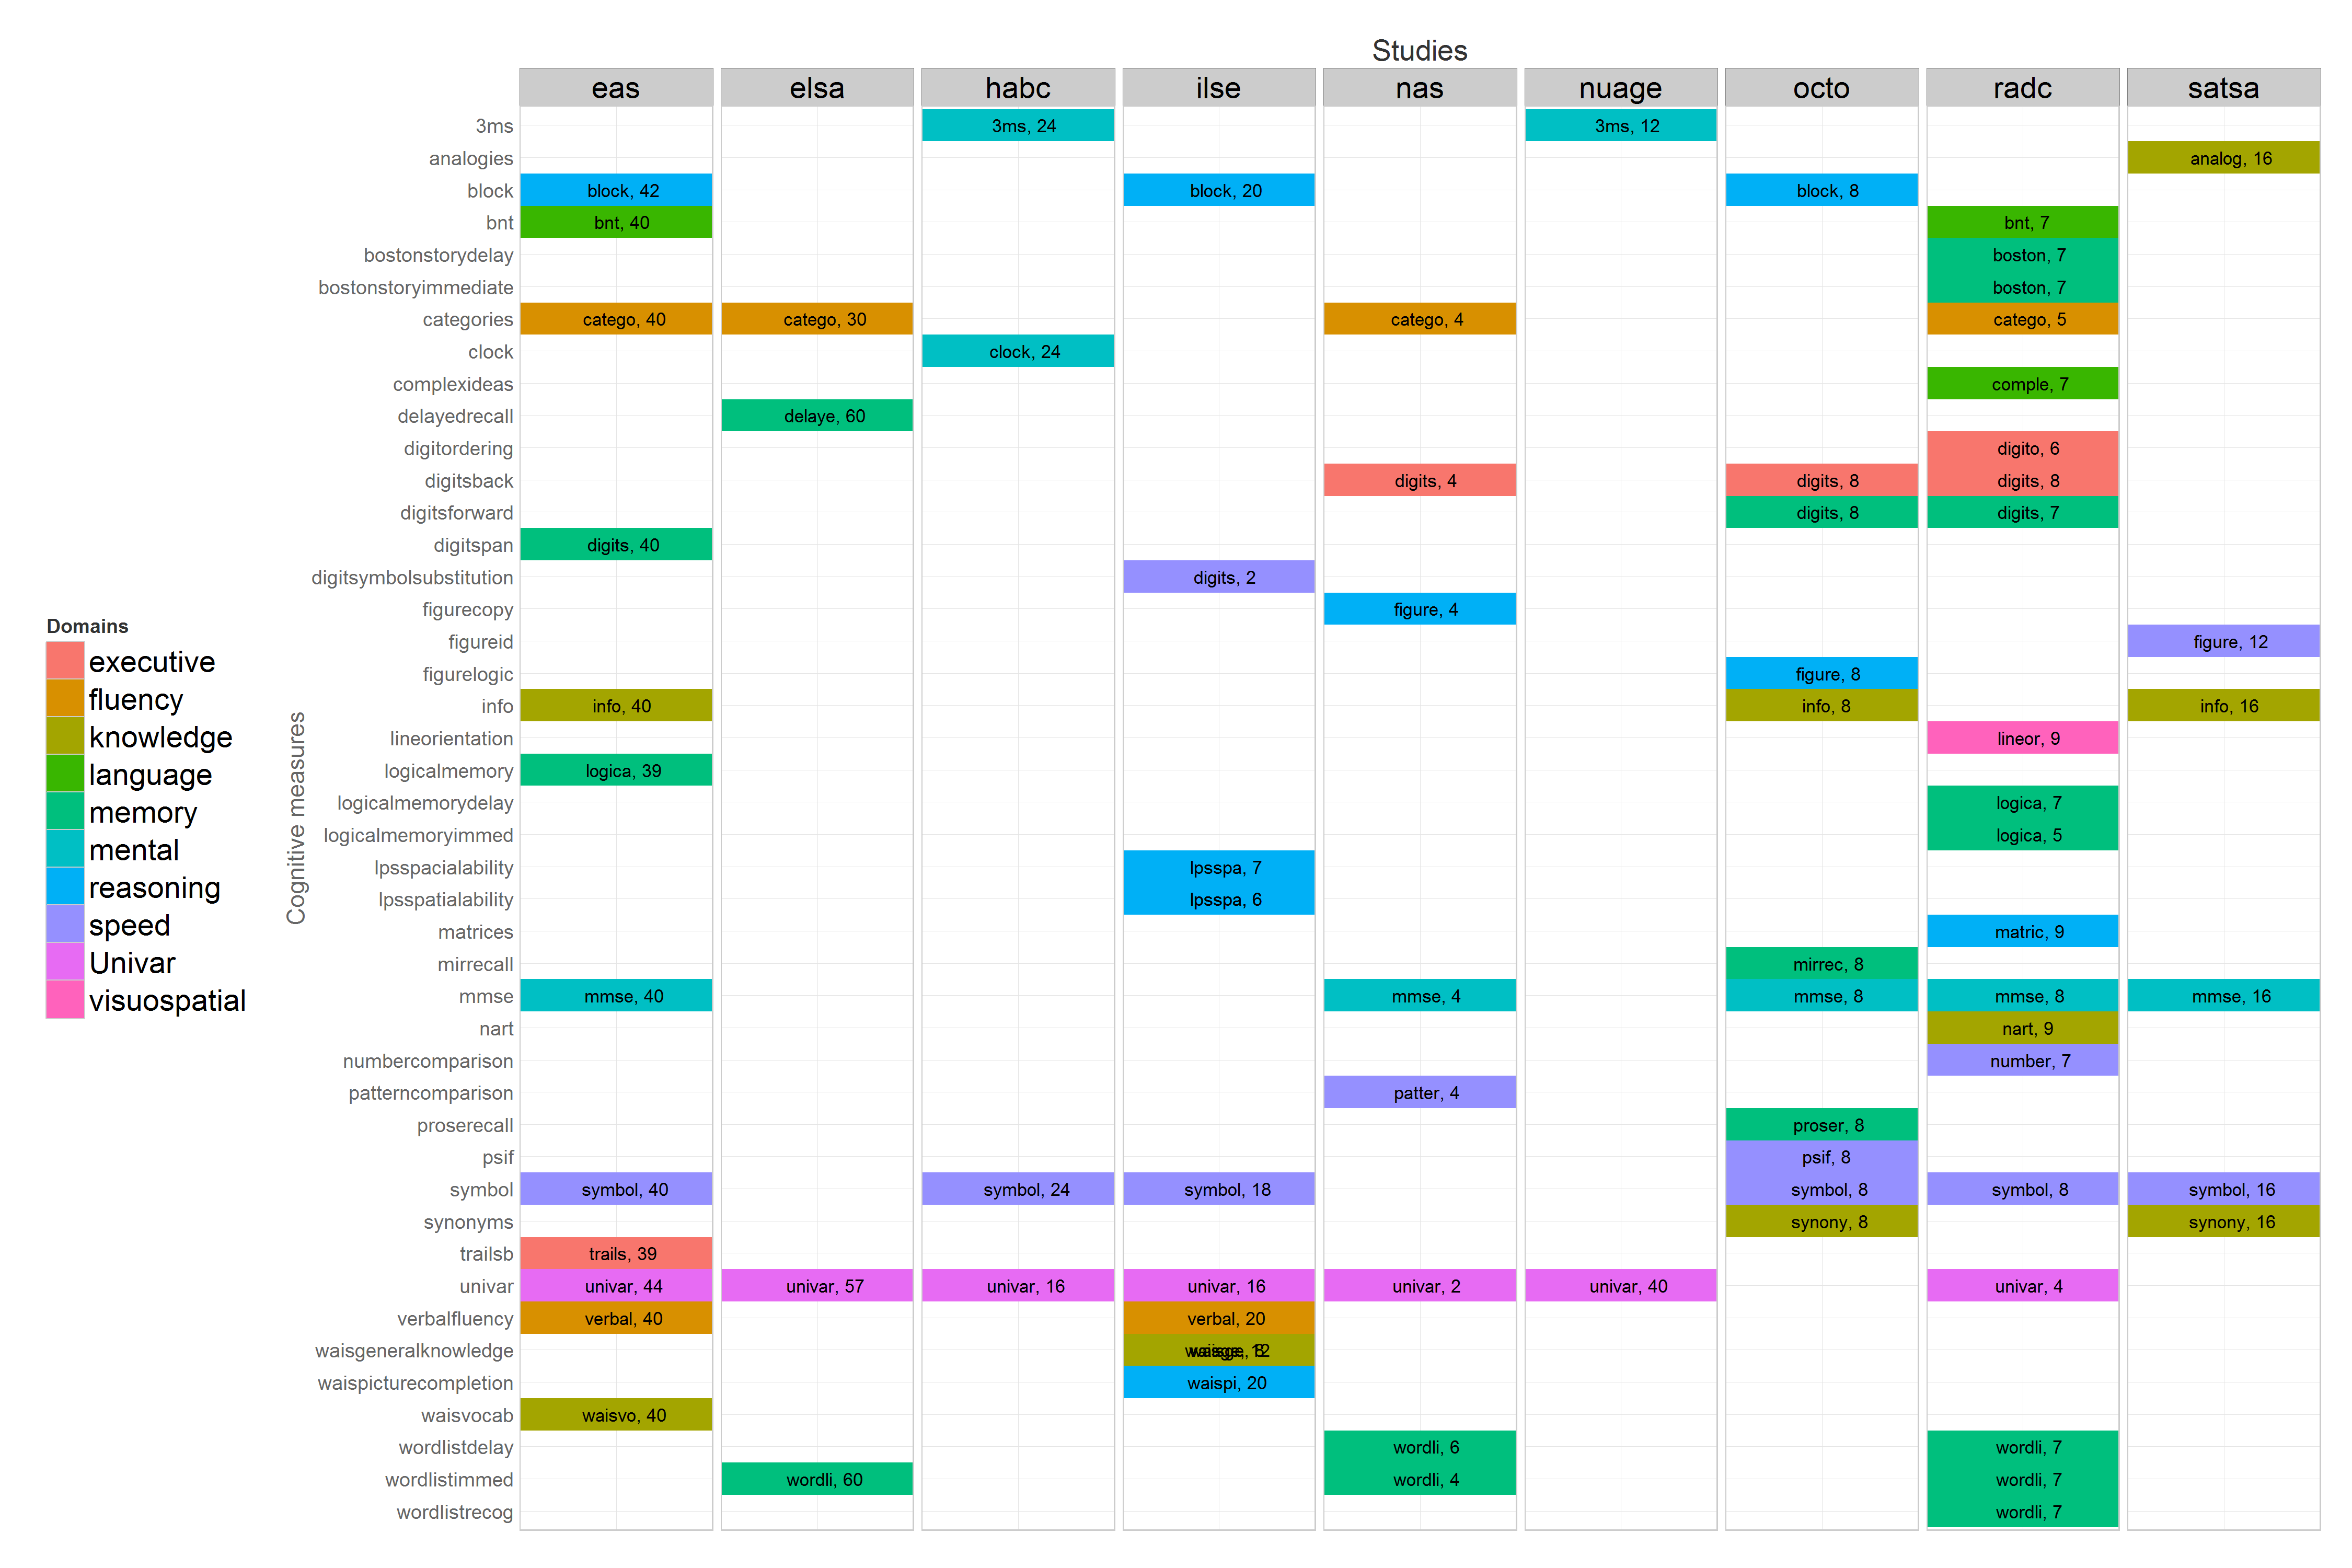 Studies
eas elsa habc ilse nas nuage octo radc satsa
3ms 3ms, 24 3ms, 12
analogies analog, 16
block block, 42 block, 20 block, 8
bnt bnt, 40 bnt, 7
bostonstorydelay boston, 7
bostonstoryimmediate boston, 7
categories catego, 40 catego, 30 catego, 4 catego, 5
clock clock, 24
complexideas comple, 7
delayedrecall delaye, 60
digitordering digito, 6
digitsback digits, 4 digits, 8 digits, 8
digitsforward digits, 8 digits, 7
digitspan digits, 40
digitsymbolsubstitution digits, 2
figurecopy figure, 4
figureid figure, 12
figurelogic figure, 8
info info, 40 info, 8 info, 16
lineorientation lineor, 9
logicalmemory logica, 39
logicalmemorydelay logica, 7
logicalmemoryimmed logica, 5
lpsspacialability lpsspa, 7
lpsspatialability lpsspa, 6
matrices matric, 9
mirrecall mirrec, 8
mmse mmse, 40 mmse, 4 mmse, 8 mmse, 8 mmse, 16
nart nart, 9
numbercomparison number, 7
patterncomparison patter, 4
proserecall proser, 8
psif psif, 8
symbol symbol, 40 symbol, 24 symbol, 18 symbol, 8 symbol, 8 symbol, 16
synonyms synony, 8 synony, 16
trailsb trails, 39
univar univar, 44 univar, 57 univar, 16 univar, 16 univar, 2 univar, 40 univar, 4
verbalfluency verbal, 40 verbal, 20
waisgeneralknowledge
waispicturecompletion waispi, 20
waisvocab waisvo, 40
wordlistdelay wordli, 6 wordli, 7
wordlistimmed wordli, 60 wordli, 4 wordli, 7
wordlistrecog wordli, 7
Cognitive measures
Domains
executive
fluency
knowledge
language
memory
mental
reasoning
speed
Univar
visuospatial